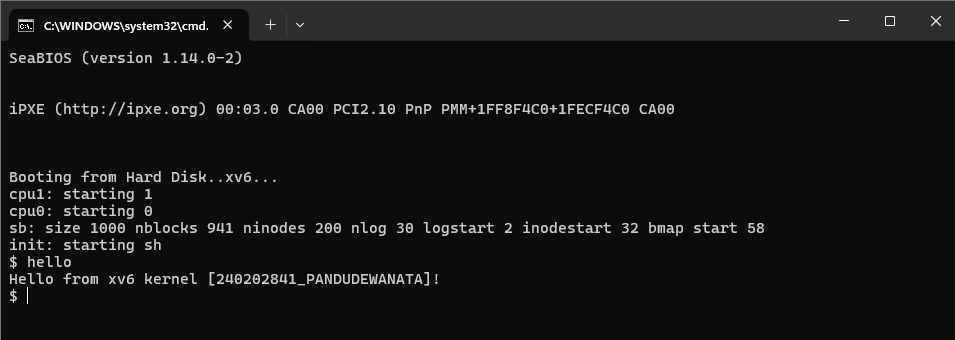 C:\WINDOWS\system32\cmd.
SeaBIOS (version 1.14.0-2)
iPXE (http://ipxe.org) 00:03.0 CA00 PCI2.10 PnP PMM+1FF8F4C0+1FECF4C0 CA00
Booting from Hard Disk..xv6...
cpu1: starting 1
cpu0: starting 0
sb: size 1000 nblocks 941 ninodes 200 nlog 30 logstart 2 inodestart 32 bmap start 58
init: starting sh
$ hello
Hello from xv6 kernel [240202841_PANDUDEWANATA]!
$